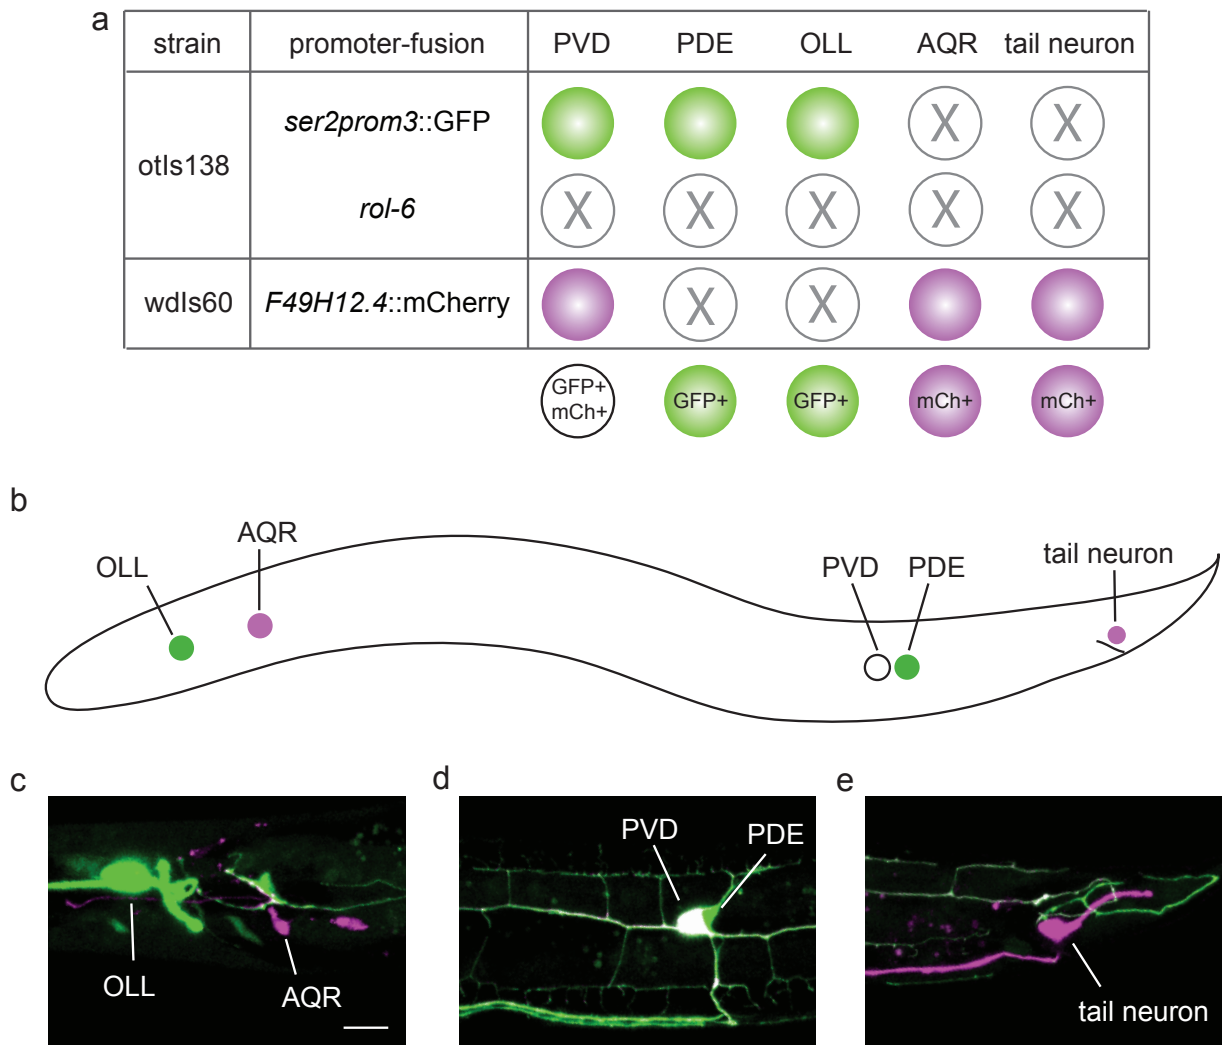 a
strain promoter-fusion PVD PDE OLL AQR tail neuron
otIs138 ser2prom3::GFP X X
rol-6 X X X X X
wdIs60 F49H12.4::mCherry X X
GFP+ mCh+ GFP+ GFP+ mCh+ mCh+
b
OLL AQR PVD PDE tail neuron
c
OLL AQR
d
PVD PDE
e
tail neuron